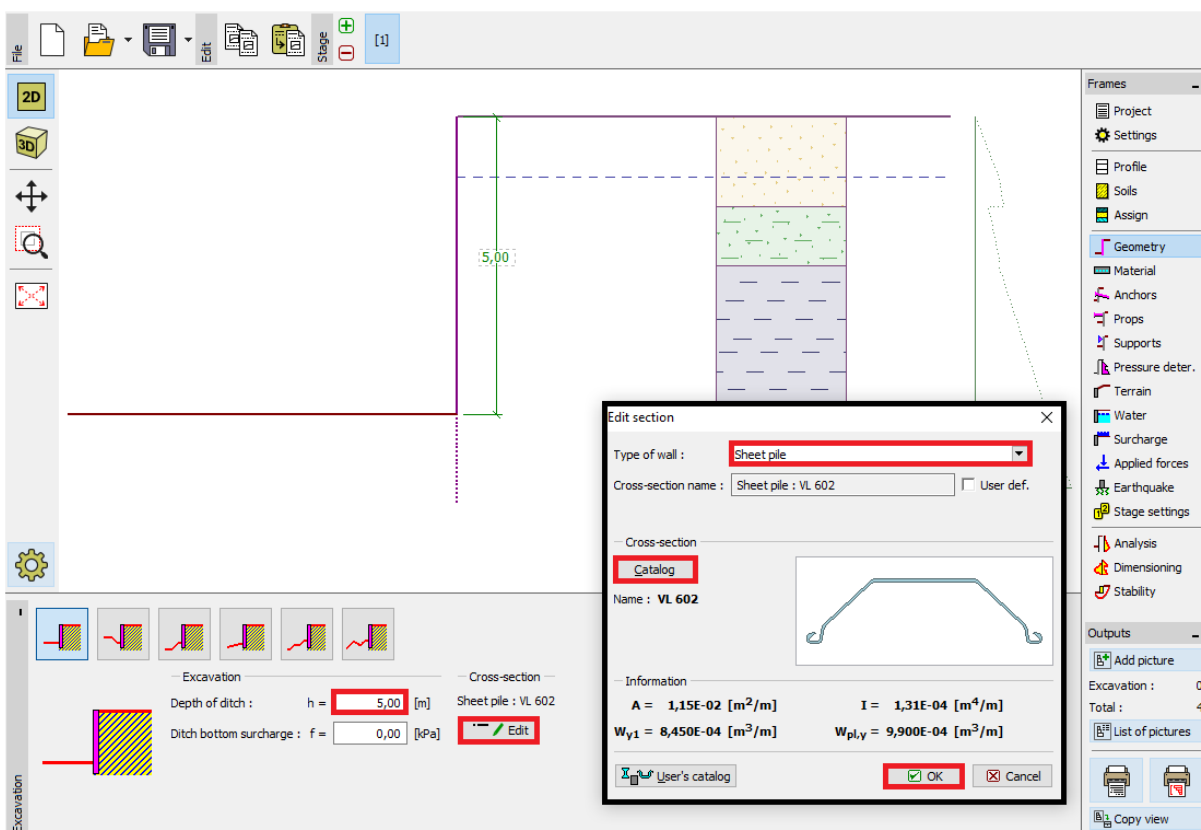 File
Edit
Stage
[1]
2D
3D
5,00
Frames
Project
Settings
Profile
Soils
Assign
Geometry
Material
Anchors
Props
Supports
Pressure deter.
Terrain
Water
Surcharge
Applied forces
Earthquake
Stage settings
Analysis
Dimensioning
Stability
Outputs
Add picture
Excavation : 0
Total : 4
List of pictures
Copy view
Edit section
Type of wall : Sheet pile
Cross-section name : Sheet pile : VL 602 User def.
Cross-section
Catalog
Name : VL 602
Information
A = 1,15E-02 [m²/m] I = 1,31E-04 [m⁴/m]
Wy1 = 8,450E-04 [m³/m] Wpl,y = 9,900E-04 [m³/m]
User's catalog OK Cancel
Excavation
Excavation
Depth of ditch : h = 5,00 [m]
Ditch bottom surcharge : f = 0,00 [kPa]
Cross-section
Sheet pile : VL 602
Edit